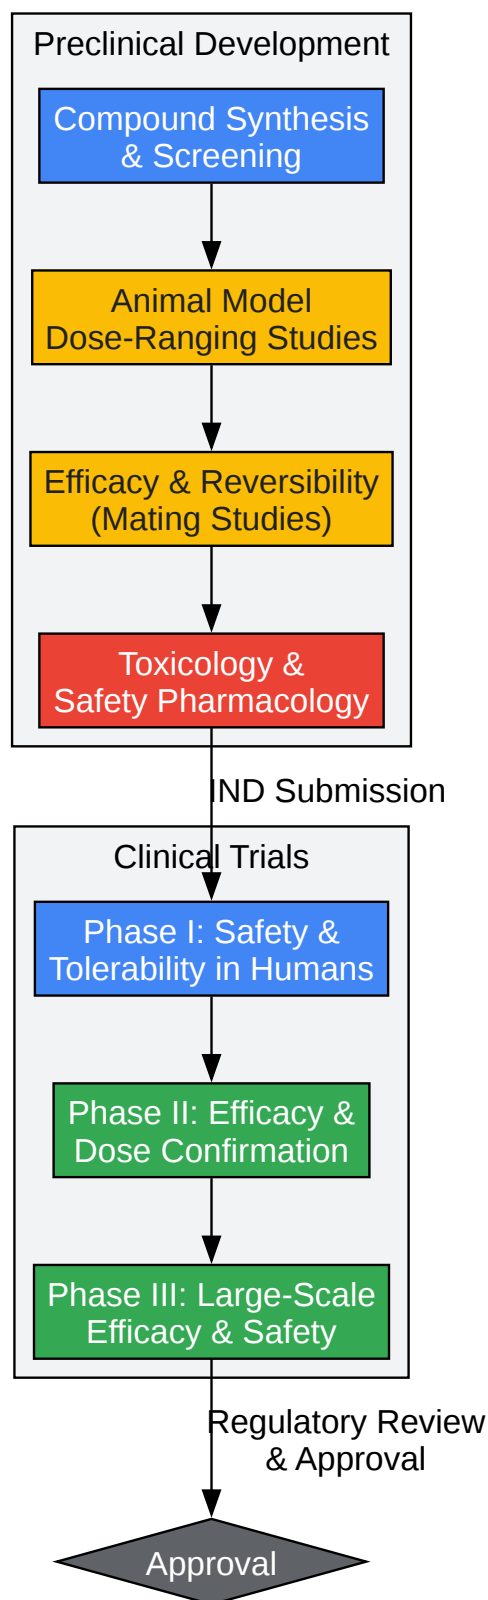 Preclinical Development
Compound Synthesis
& Screening
Animal Model
Dose-Ranging Studies
Efficacy & Reversibility
(Mating Studies)
Toxicology &
Safety Pharmacology
IND Submission
Clinical Trials
Phase I: Safety &
Tolerability in Humans
Phase II: Efficacy &
Dose Confirmation
Phase III: Large-Scale
Efficacy & Safety
Regulatory Review
& Approval
Approval